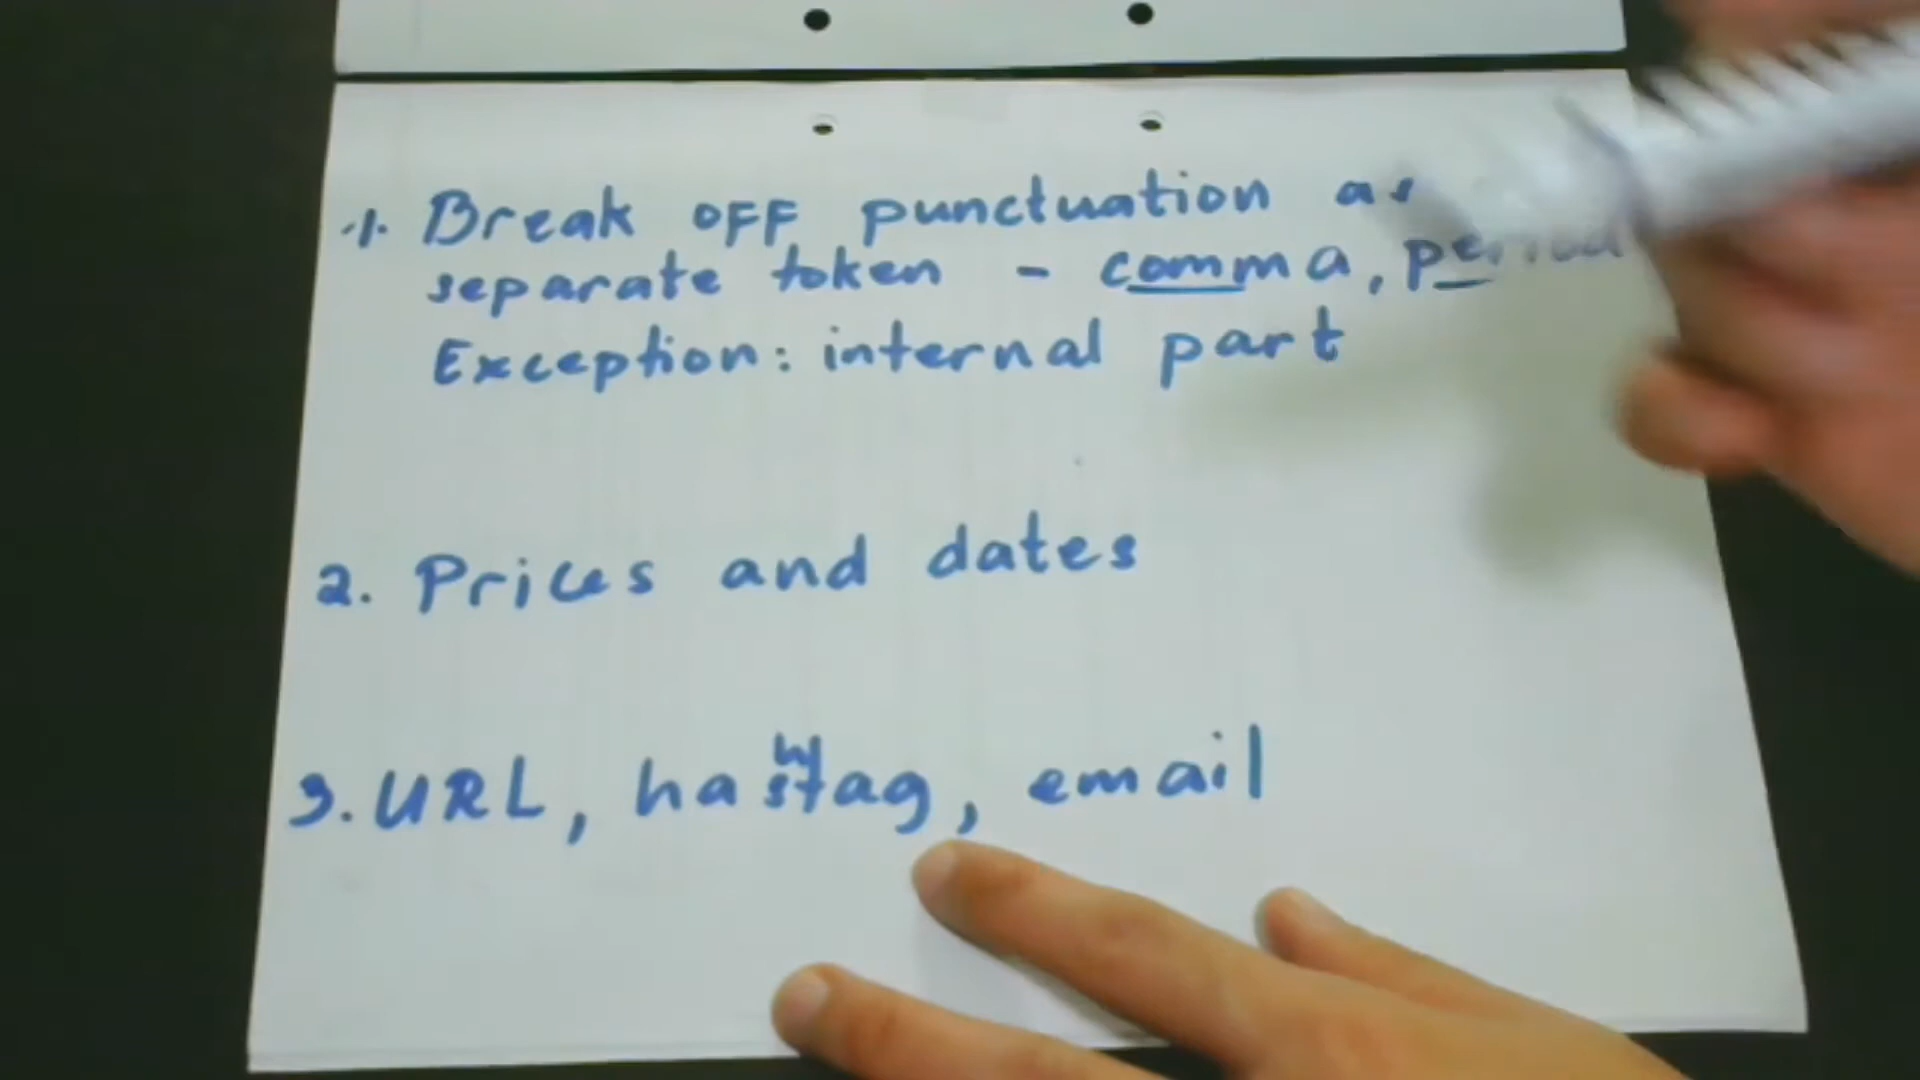 1. Break off punctuation as
separate token - comma, period
Exception: internal part
2. Prices and dates
3. URL, hashtag, email